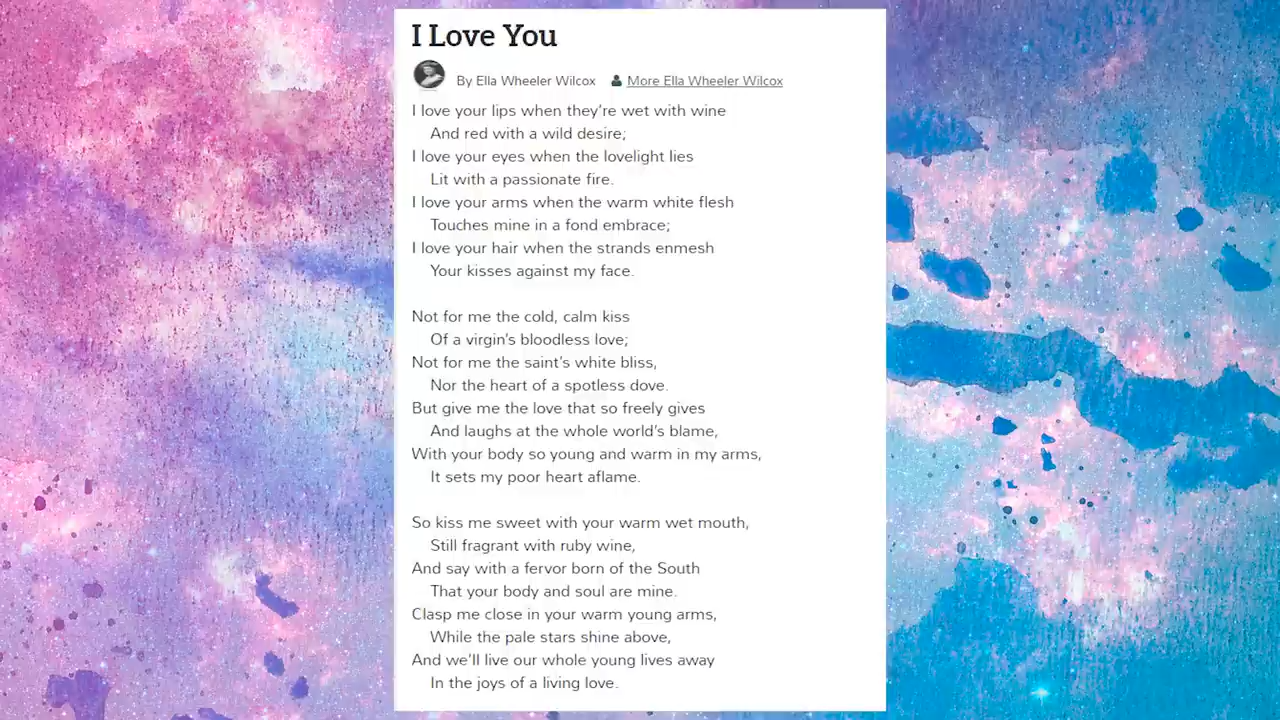 I Love You
By Ella Wheeler Wilcox More Ella Wheeler Wilcox
I love your lips when they’re wet with wine
And red with a wild desire;
I love your eyes when the lovelight lies
Lit with a passionate fire.
I love your arms when the warm white flesh
Touches mine in a fond embrace;
I love your hair when the strands enmesh
Your kisses against my face.

Not for me the cold, calm kiss
Of a virgin’s bloodless love;
Not for me the saint’s white bliss,
Nor the heart of a spotless dove.
But give me the love that so freely gives
And laughs at the whole world’s blame,
With your body so young and warm in my arms,
It sets my poor heart aflame.

So kiss me sweet with your warm wet mouth,
Still fragrant with ruby wine,
And say with a fervor born of the South
That your body and soul are mine.
Clasp me close in your warm young arms,
While the pale stars shine above,
And we’ll live our whole young lives away
In the joys of a living love.